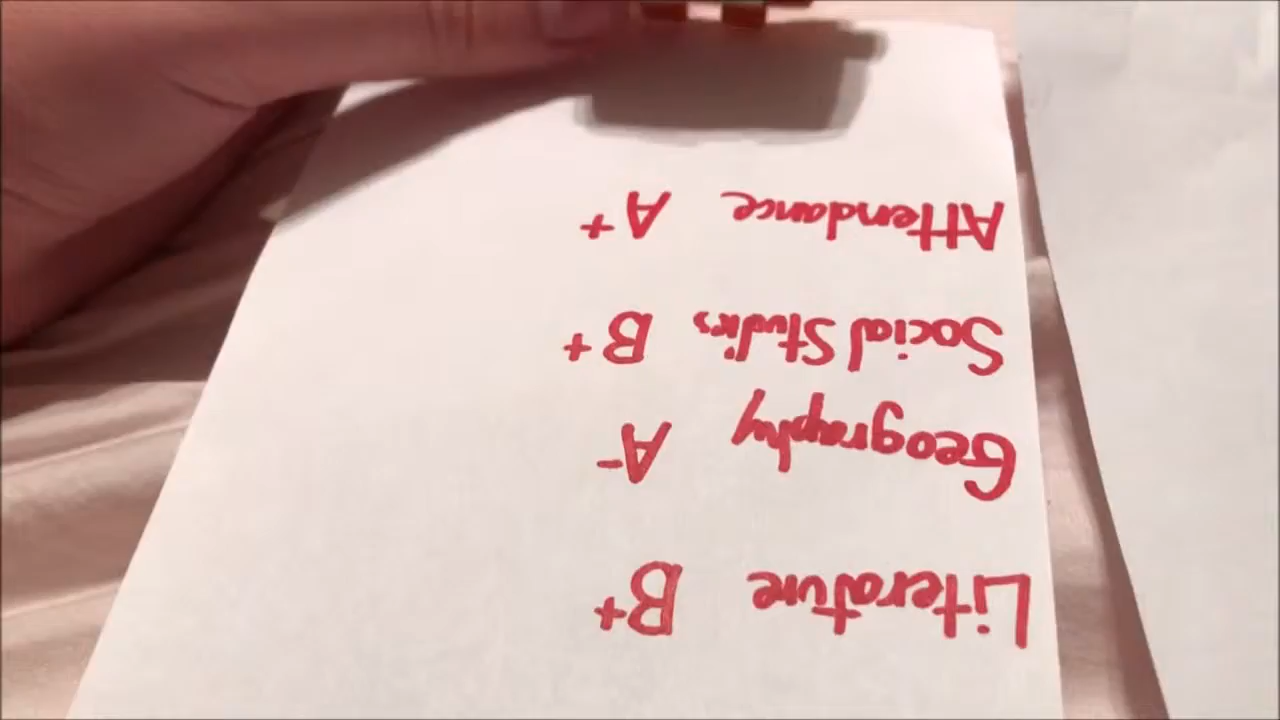 Literature B+
Geography A-
Social Studies B+
Attendance A+